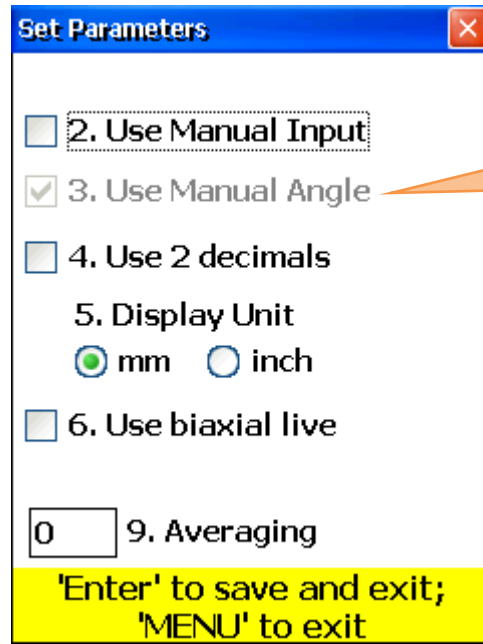 Set Parameters
2. Use Manual Input
3. Use Manual Angle
4. Use 2 decimals
5. Display Unit
mm inch
6. Use biaxial live
0 9. Averaging
'Enter' to save and exit;
'MENU' to exit